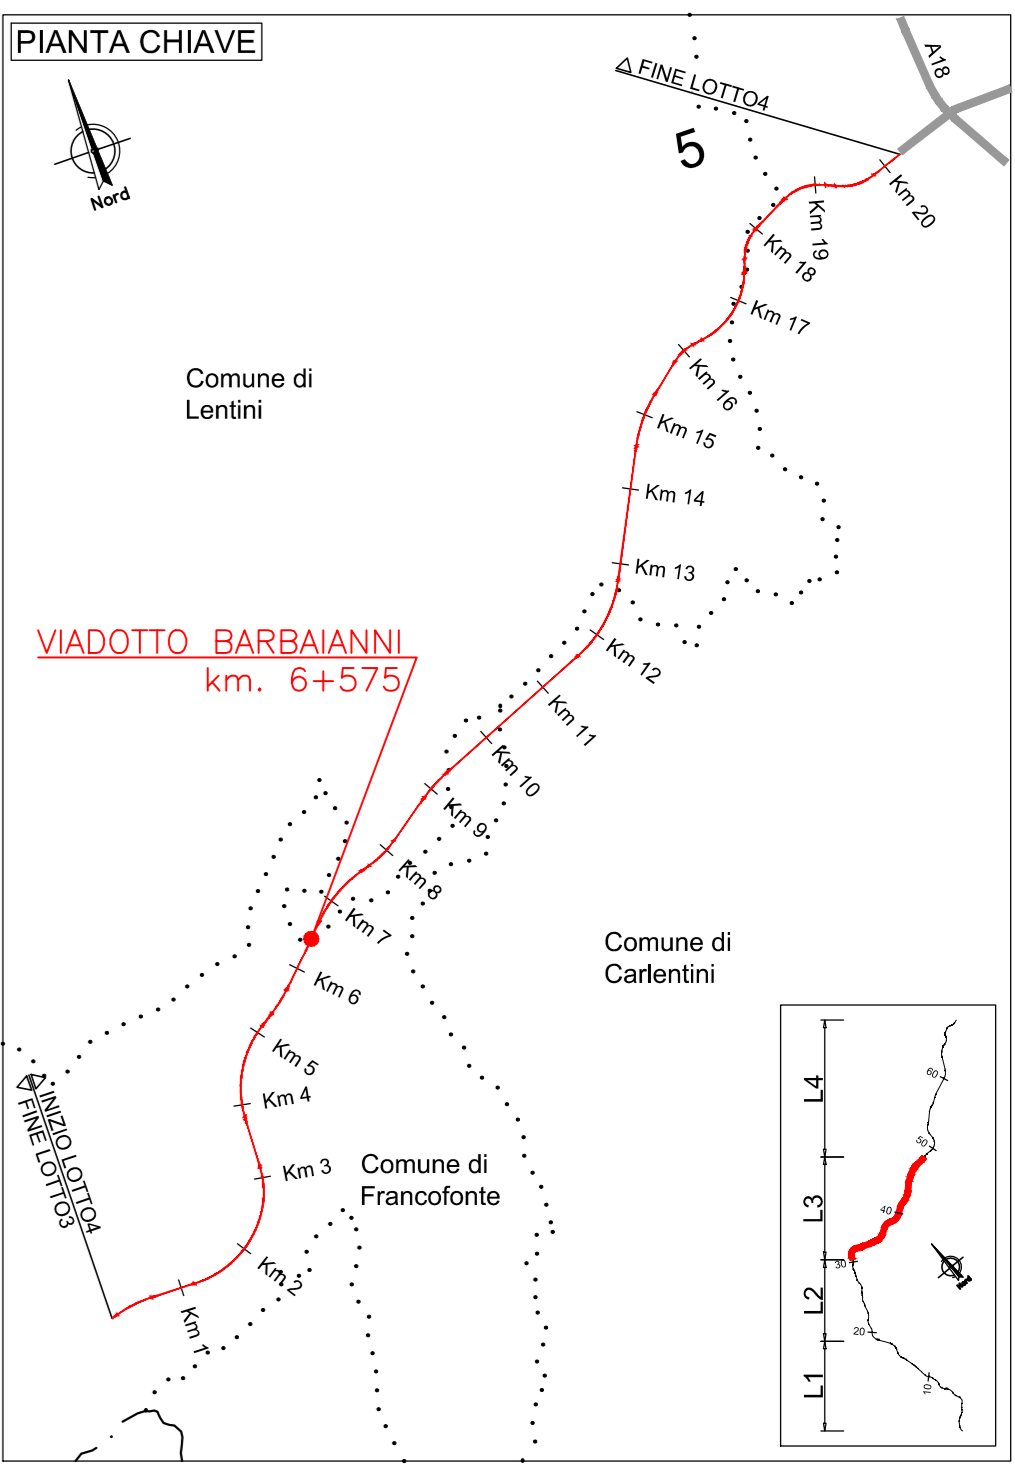 PIANTA CHIAVE
Nord
△ FINE LOTTO4
A18
5
Km 20
Km 19
Km 18
Km 17
Km 16
Km 15
Km 14
Km 13
Km 12
Km 11
Km 10
Km 9
Km 8
Km 7
Km 6
Km 5
Km 4
Km 3
Km 2
Km 1
Comune di
Lentini
VIADOTTO BARBAIANNI
km. 6+575
Comune di
Carlentini
Comune di
Francofonte
△ INIZIO LOTTO4
▽ FINE LOTTO3
L4
L3
L2
L1
60
50
40
30
20
10